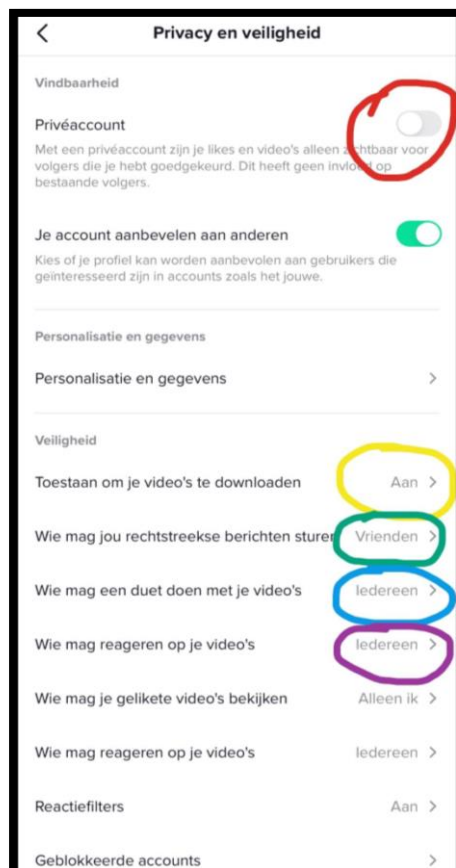 Privacy en veiligheid
Vindbaarheid
Privéaccount
Met een privéaccount zijn je likes en video's alleen zichtbaar voor
volgers die je hebt goedgekeurd. Dit heeft geen invloed op
bestaande volgers.
Je account aanbevelen aan anderen
Kies of je profiel kan worden aanbevolen aan gebruikers die
geïnteresseerd zijn in accounts zoals het jouwe.
Personalisatie en gegevens
Personalisatie en gegevens
Veiligheid
Toestaan om je video's te downloaden Aan
Wie mag jou rechtstreekse berichten sturen Vrienden
Wie mag een duet doen met je video's Iedereen
Wie mag reageren op je video's Iedereen
Wie mag je gelikete video's bekijken Alleen ik
Wie mag reageren op je video's Iedereen
Reactiefilters Aan
Geblokkeerde accounts